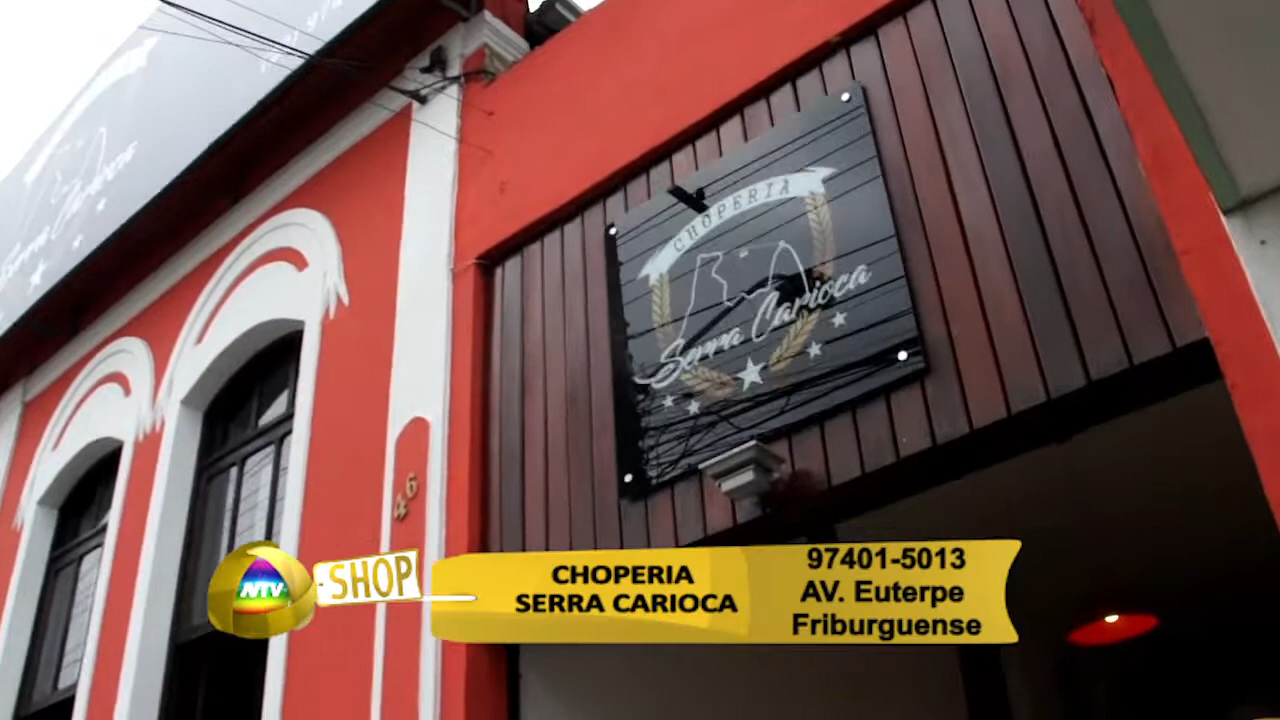 CHOPERIA
Serra Carioca
46
NTV
SHOP
CHOPERIA
SERRA CARIOCA
97401-5013
AV. Euterpe
Friburguense